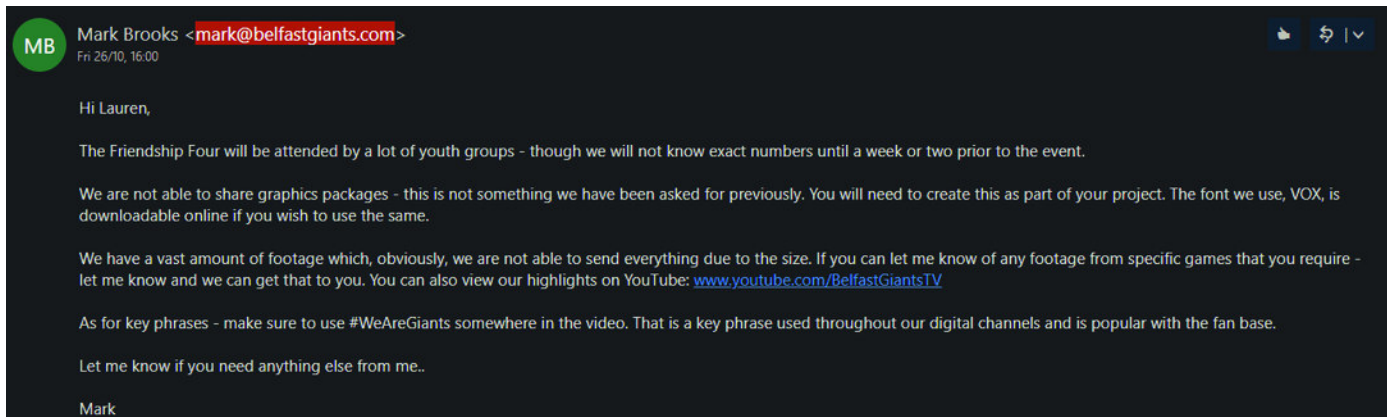 MB
Mark Brooks <mark@belfastgiants.com>
Fri 26/10, 16:00
Hi Lauren,
The Friendship Four will be attended by a lot of youth groups - though we will not know exact numbers until a week or two prior to the event.
We are not able to share graphics packages - this is not something we have been asked for previously. You will need to create this as part of your project. The font we use, VOX, is
downloadable online if you wish to use the same.
We have a vast amount of footage which, obviously, we are not able to send everything due to the size. If you can let me know of any footage from specific games that you require -
let me know and we can get that to you. You can also view our highlights on YouTube: www.youtube.com/BelfastGiantsTV
As for key phrases - make sure to use #WeAreGiants somewhere in the video. That is a key phrase used throughout our digital channels and is popular with the fan base.
Let me know if you need anything else from me..
Mark